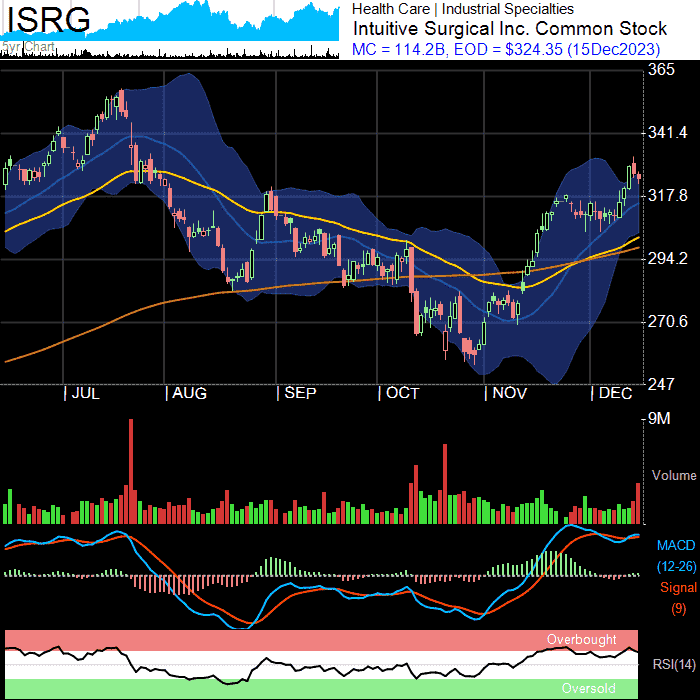 ISRG
5yr Chart
Health Care | Industrial Specialties
Intuitive Surgical Inc. Common Stock
MC = 114.2B, EOD = $324.35 (15Dec2023)
365
341.4
317.8
294.2
270.6
247
| JUL | AUG | SEP | OCT | NOV | DEC
9M
Volume
MACD
(12-26)
Signal
(9)
Overbought
RSI(14)
Oversold